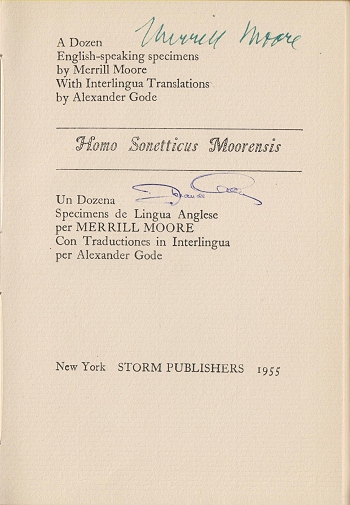 Merrill Moore
A Dozen
English-speaking specimens
by Merrill Moore
With Interlingua Translations
by Alexander Gode
Homo Sonetticus Moorensis
Un Dozena
Specimens de Lingua Anglese
per MERRILL MOORE
Con Traductiones in Interlingua
per Alexander Gode
New York STORM PUBLISHERS 1955